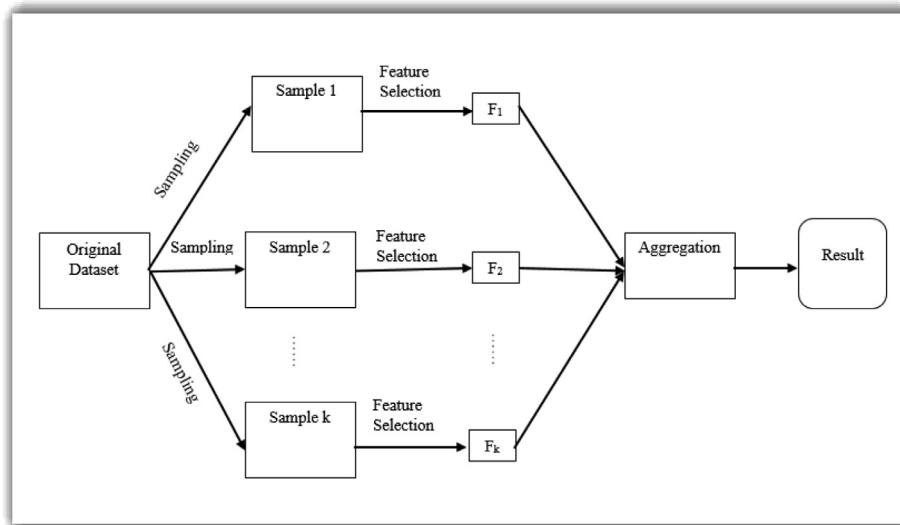 Sample 1
Feature
Selection
F₁
Sampling
Original
Dataset
Sampling
Sample 2
Feature
Selection
F₂
Aggregation
Result
Sampling
Sample k
Feature
Selection
Fₖ